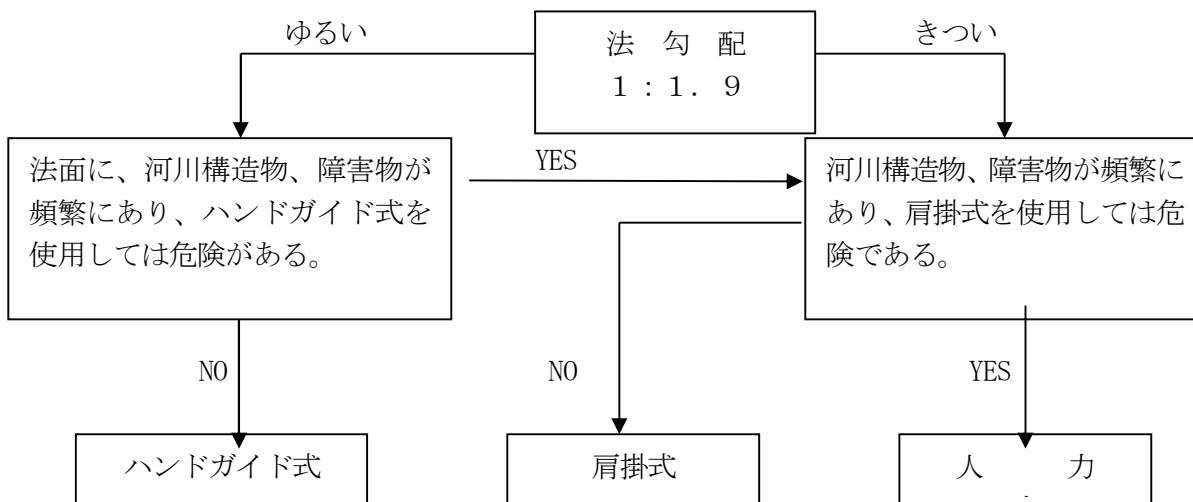 ゆるい
法　勾　配
きつい
１：１．９
法面に、河川構造物、障害物が
頻繁にあり、ハンドガイド式を
使用しては危険がある。
YES
河川構造物、障害物が頻繁に
あり、肩掛式を使用しては危
険である。
NO
NO
YES
ハンドガイド式
肩掛式
人　　力